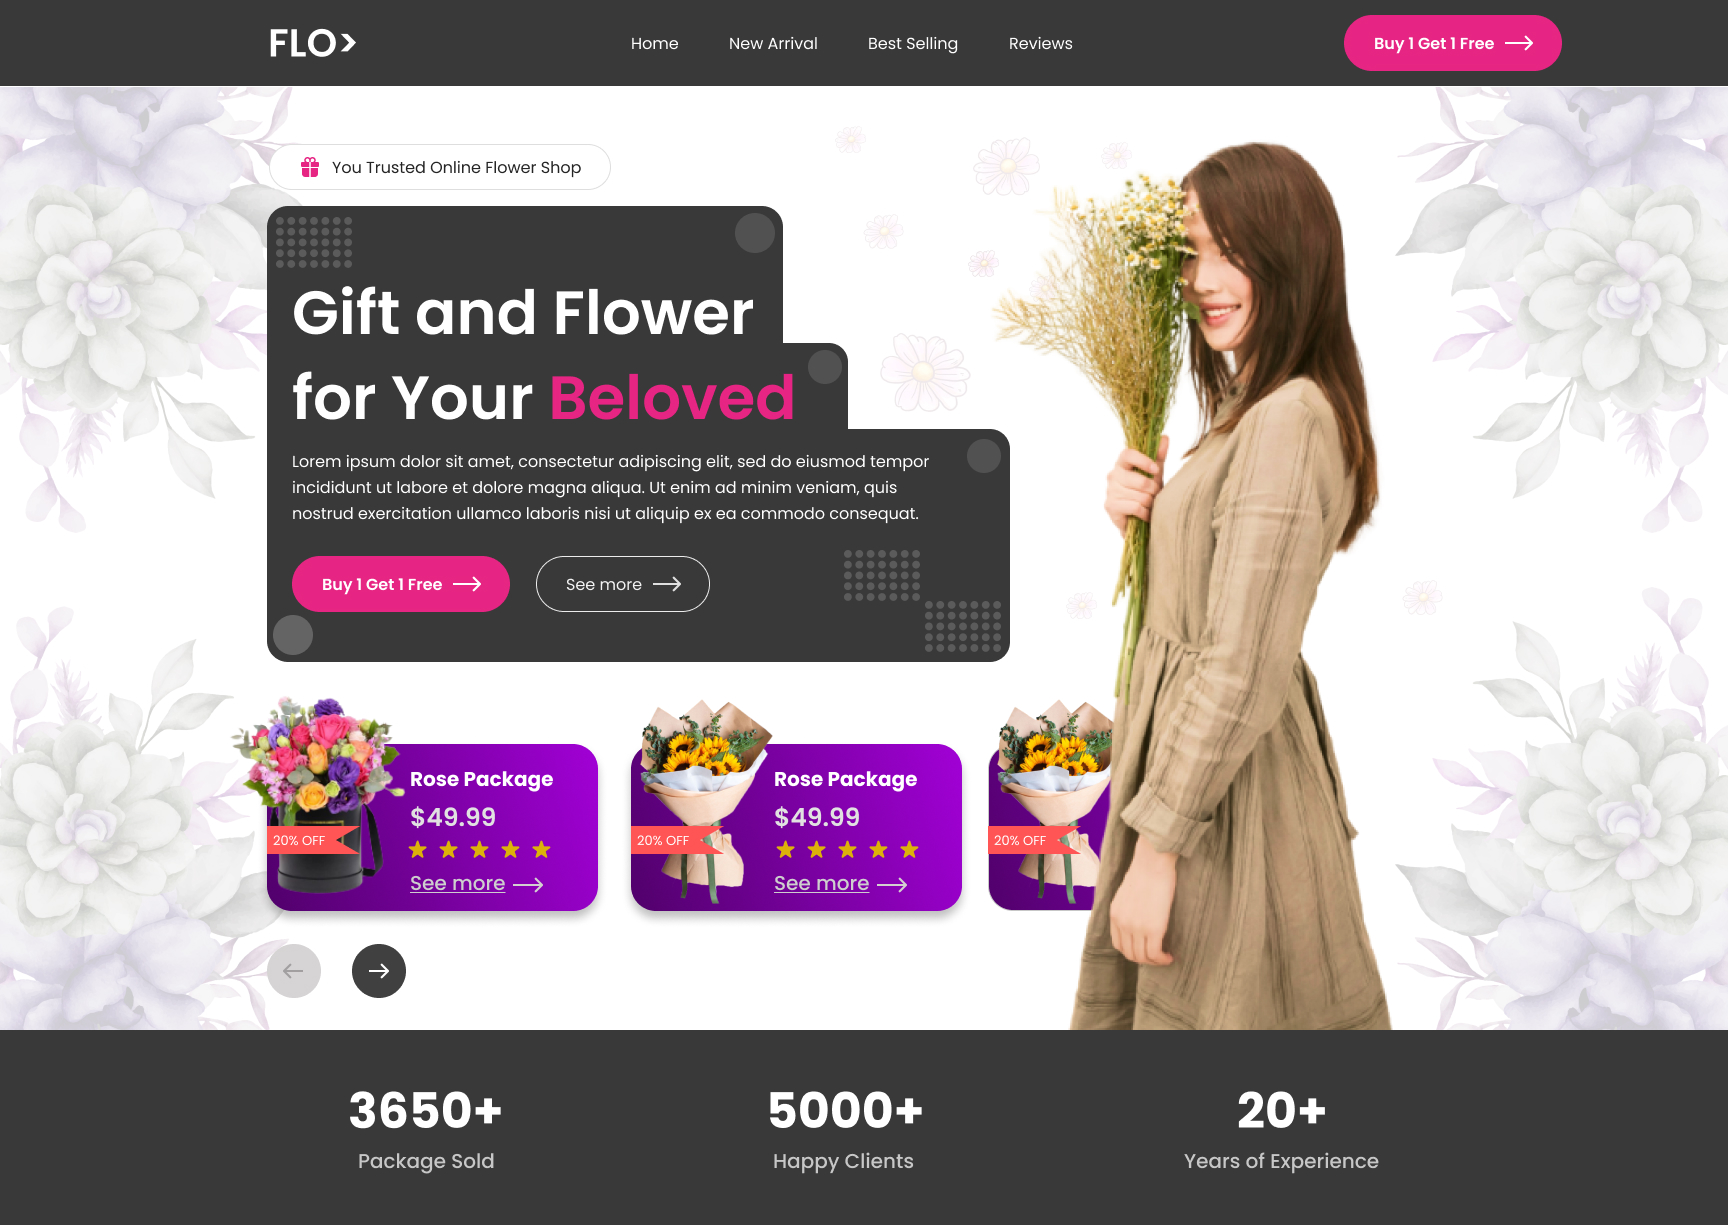 FLO>
Home
New Arrival
Best Selling
Reviews
Buy 1 Get 1 Free
You Trusted Online Flower Shop
Gift and Flower
for Your Beloved
Lorem ipsum dolor sit amet, consectetur adipiscing elit, sed do eiusmod tempor
incididunt ut labore et dolore magna aliqua. Ut enim ad minim veniam, quis
nostrud exercitation ullamco laboris nisi ut aliquip ex ea commodo consequat.
Buy 1 Get 1 Free
See more
Rose Package
$49.99
20% OFF
See more
Rose Package
$49.99
20% OFF
See more
20% OFF
3650+
Package Sold
5000+
Happy Clients
20+
Years of Experience